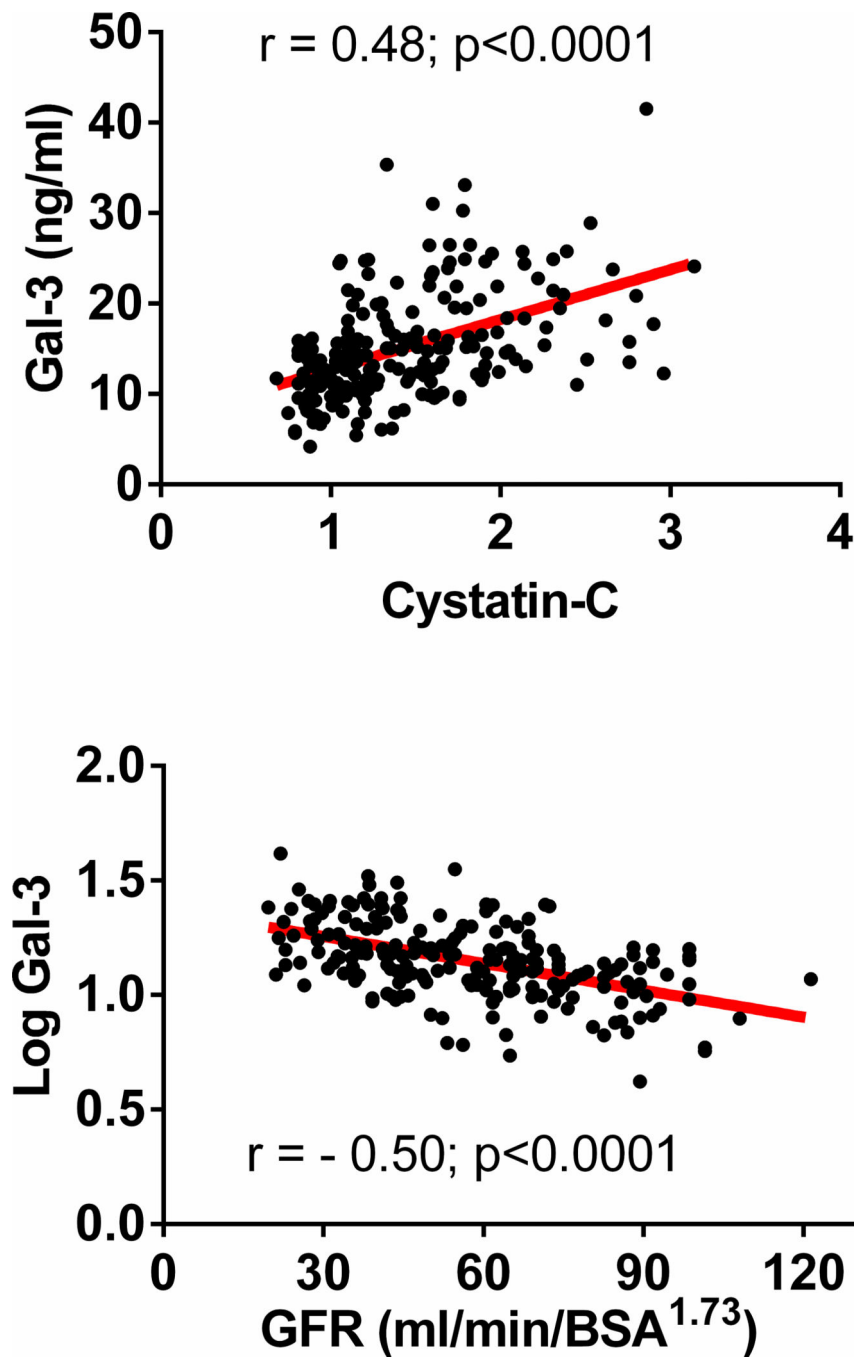 r = 0.48; p<0.0001
50
40
30
20
10
0
Gal-3 (ng/ml)
0 1 2 3 4
Cystatin-C
2.0
1.5
1.0
0.5
0.0
Log Gal-3
r = - 0.50; p<0.0001
0 30 60 90 120
GFR (ml/min/BSA^1.73)